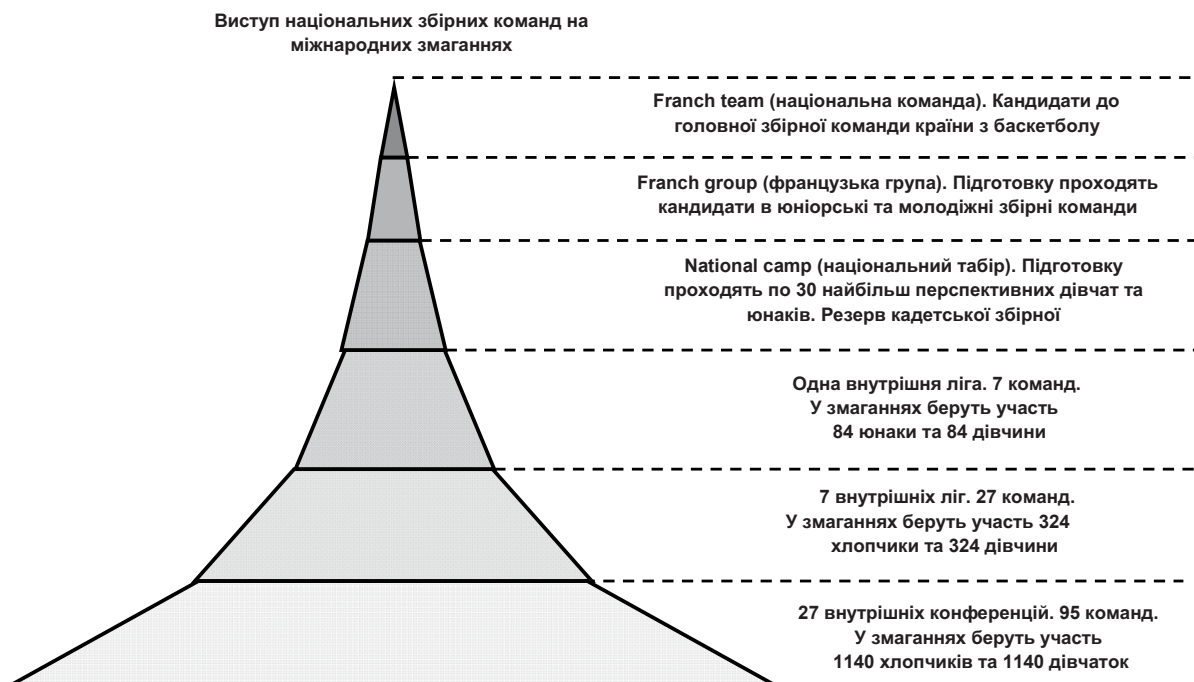 Виступ національних збірних команд на
міжнародних змаганнях
Franch team (національна команда). Кандидати до
головної збірної команди країни з баскетболу
Franch group (французька група). Підготовку проходять
кандидати в юніорські та молодіжні збірні команди
National camp (національний табір). Підготовку
проходять по 30 найбільш перспективних дівчат та
юнаків. Резерв кадетської збірної
Одна внутрішня ліга. 7 команд.
У змаганнях беруть участь
84 юнаки та 84 дівчини
7 внутрішніх ліг. 27 команд.
У змаганнях беруть участь 324
хлопчики та 324 дівчини
27 внутрішніх конференцій. 95 команд.
У змаганнях беруть участь
1140 хлопчиків та 1140 дівчаток